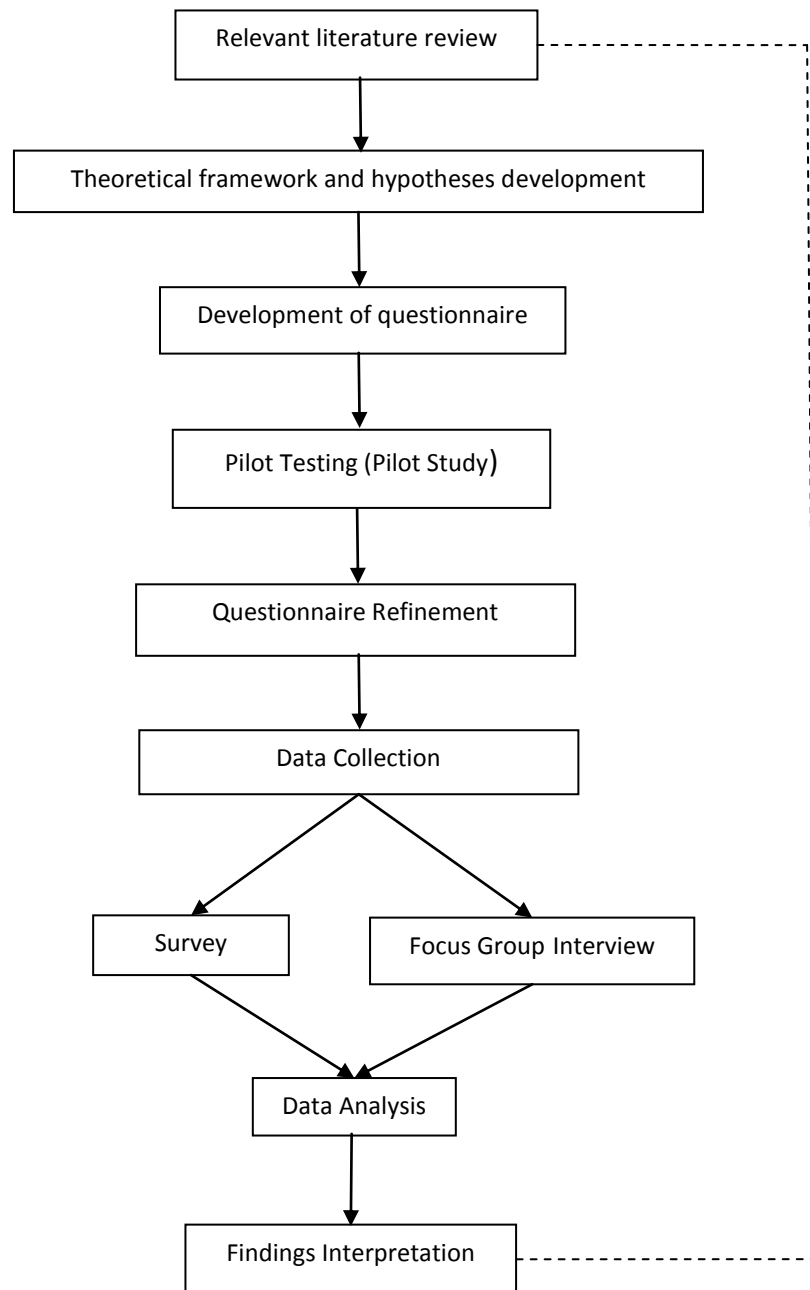 Relevant literature review
Theoretical framework and hypotheses development
Development of questionnaire
Pilot Testing (Pilot Study)
Questionnaire Refinement
Data Collection
Survey
Focus Group Interview
Data Analysis
Findings Interpretation